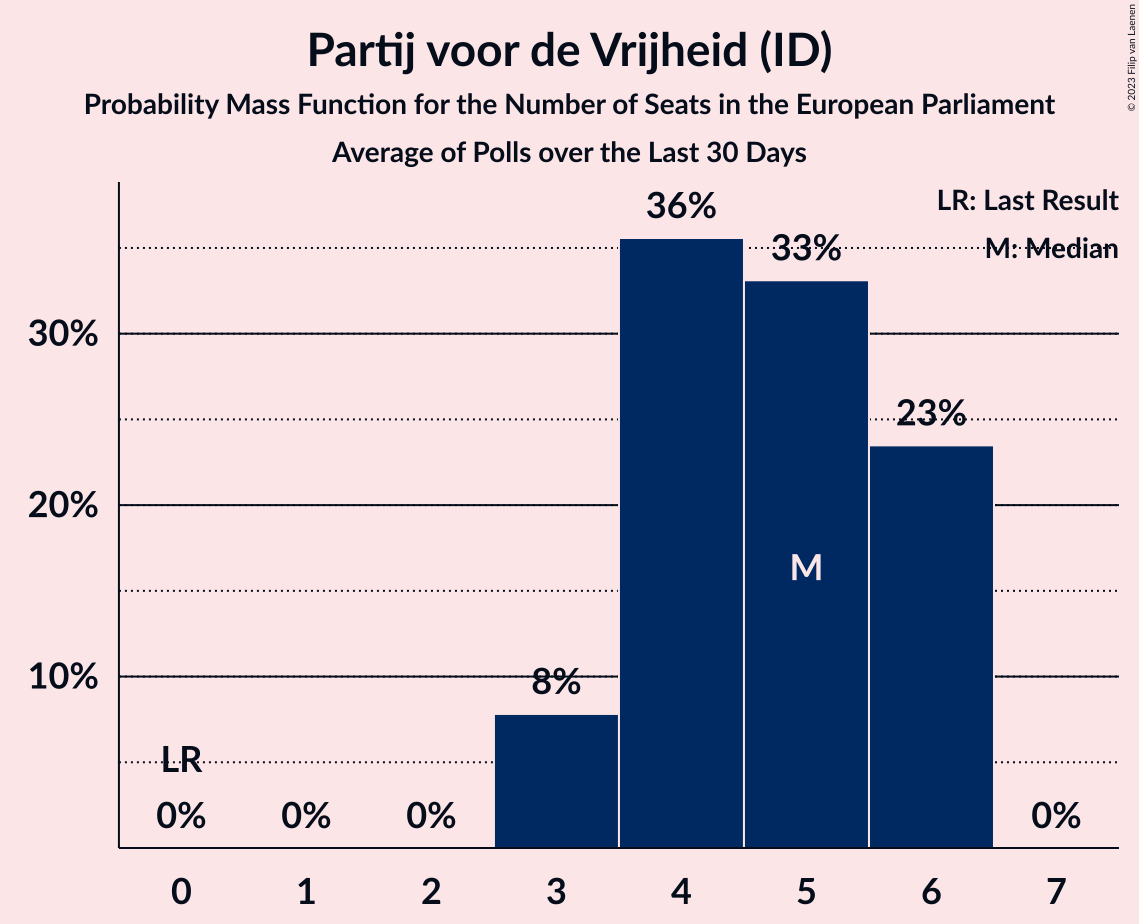 Partij voor de Vrijheid (ID)
Probability Mass Function for the Number of Seats in the European Parliament
Average of Polls over the Last 30 Days
© 2023 Filip van Laenen
LR: Last Result
M: Median
36%
33%
30%
23%
20%
M
10%
8%
LR
0%
0%
0%
0%
0
1
2
3
4
5
6
7